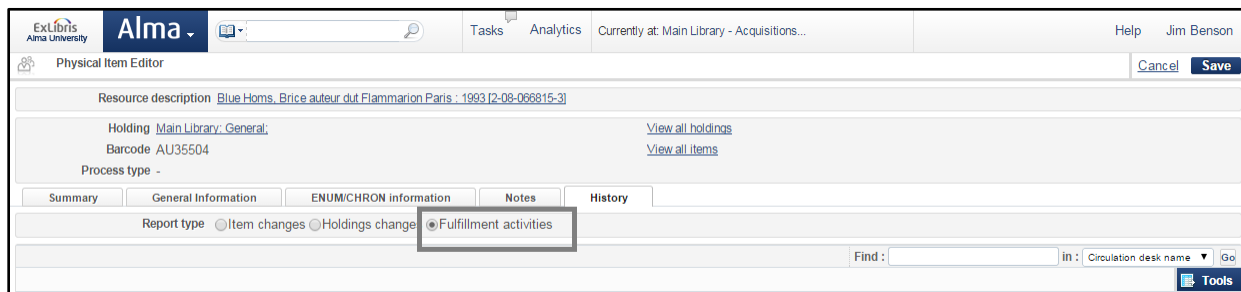 ExLibris Alma University Alma Tasks Analytics Currently at: Main Library - Acquisitions... Help Jim Benson
Physical Item Editor Cancel Save
Resource description Blue Homs, Brice auteur dut Flammarion Paris : 1993 [2-08-066815-3]
Holding Main Library; General; View all holdings
Barcode AU35504 View all items
Process type -
Summary General Information ENUM/CHRON information Notes History
Report type Item changes Holdings change Fulfillment activities
Find : in : Circulation desk name Go
Tools